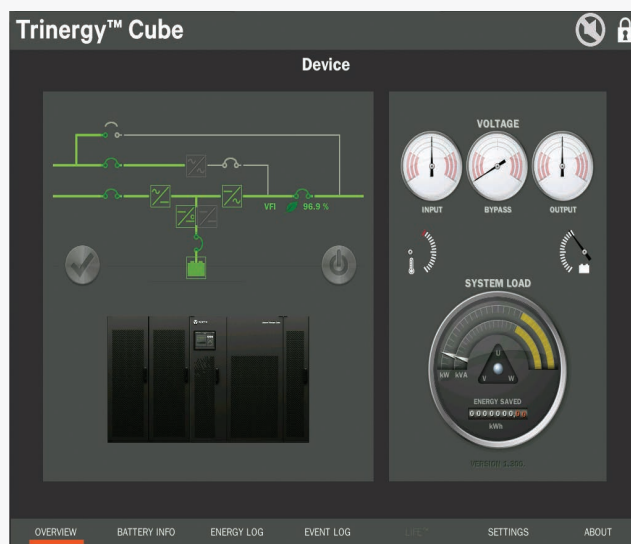 Trinergy™ Cube
Device
VFI 96.9 %
VOLTAGE
INPUT BYPASS OUTPUT
SYSTEM LOAD
kW kVA
U
V W
ENERGY SAVED
kWh
OVERVIEW BATTERY INFO ENERGY LOG EVENT LOG SETTINGS ABOUT